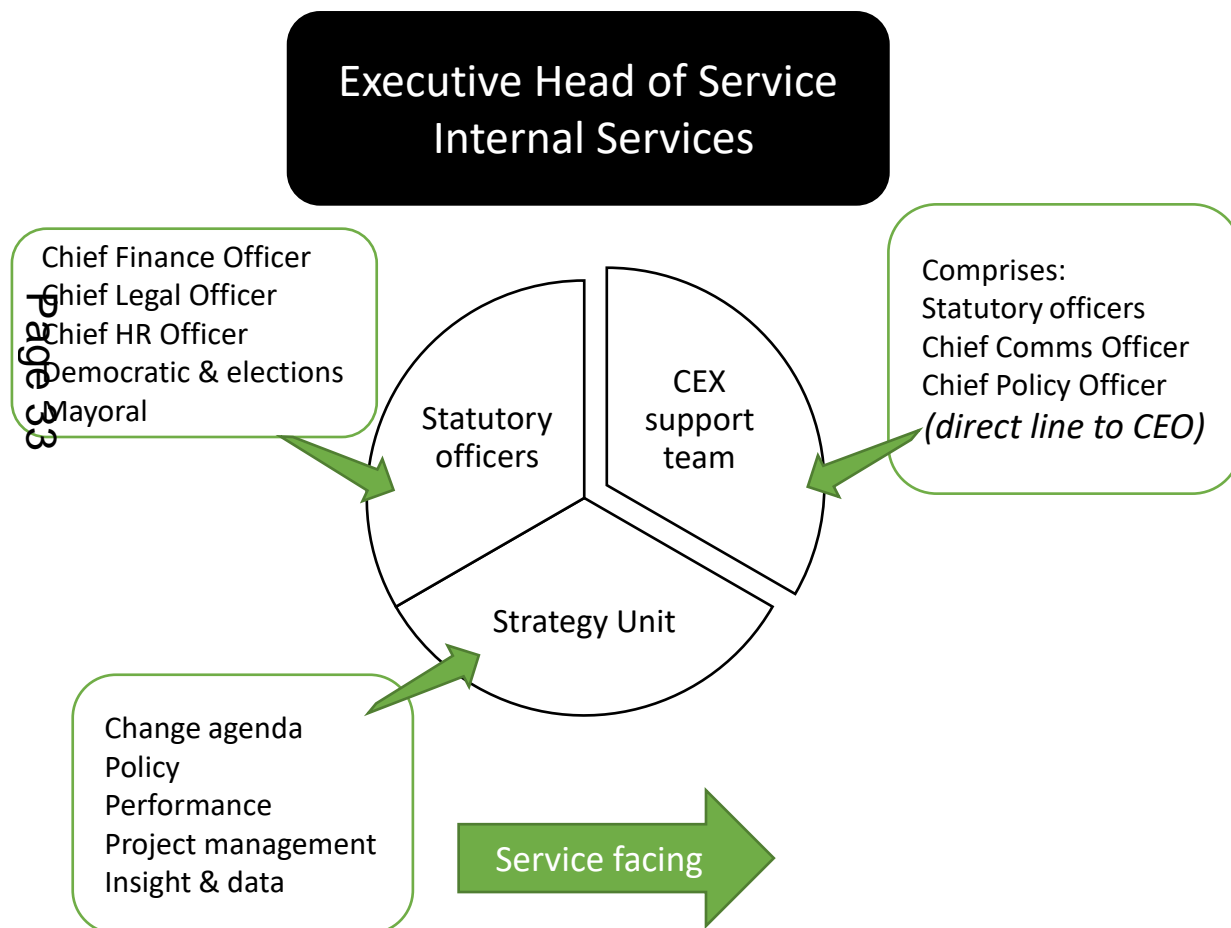 Executive Head of Service
Internal Services
Chief Finance Officer
Chief Legal Officer
Chief HR Officer
Democratic & elections
Mayoral
Page 33
Comprises:
Statutory officers
Chief Comms Officer
Chief Policy Officer
(direct line to CEO)
Statutory
officers
CEX
support
team
Strategy Unit
Change agenda
Policy
Performance
Project management
Insight & data
Service facing